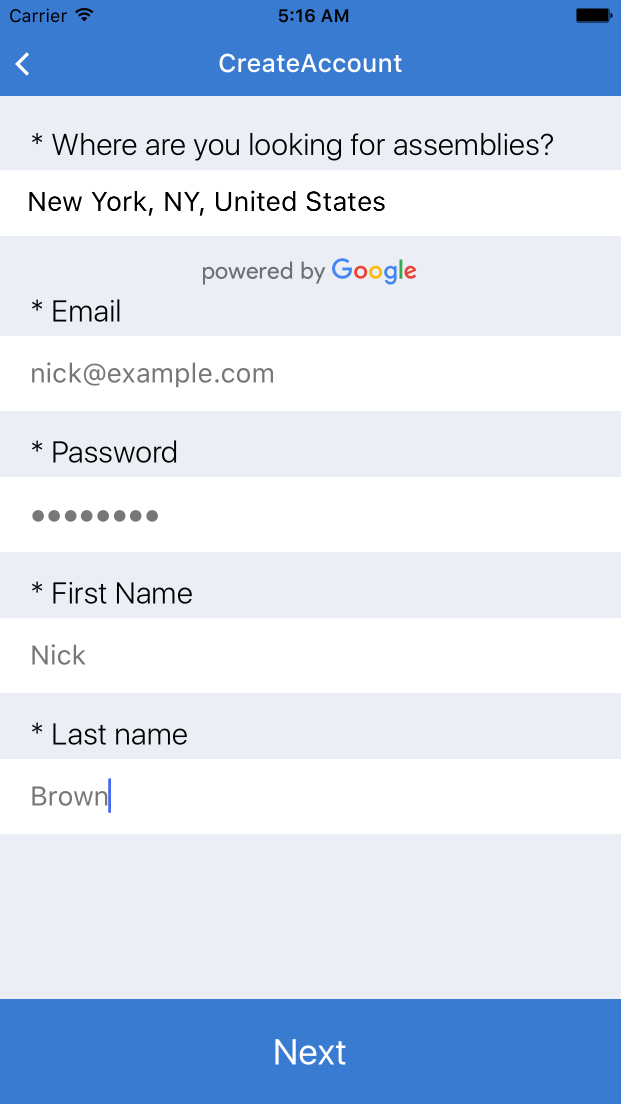 Carrier 5:16 AM
CreateAccount
* Where are you looking for assemblies?
New York, NY, United States
powered by Google
* Email
nick@example.com
* Password
••••••••
* First Name
Nick
* Last name
Brown
Next